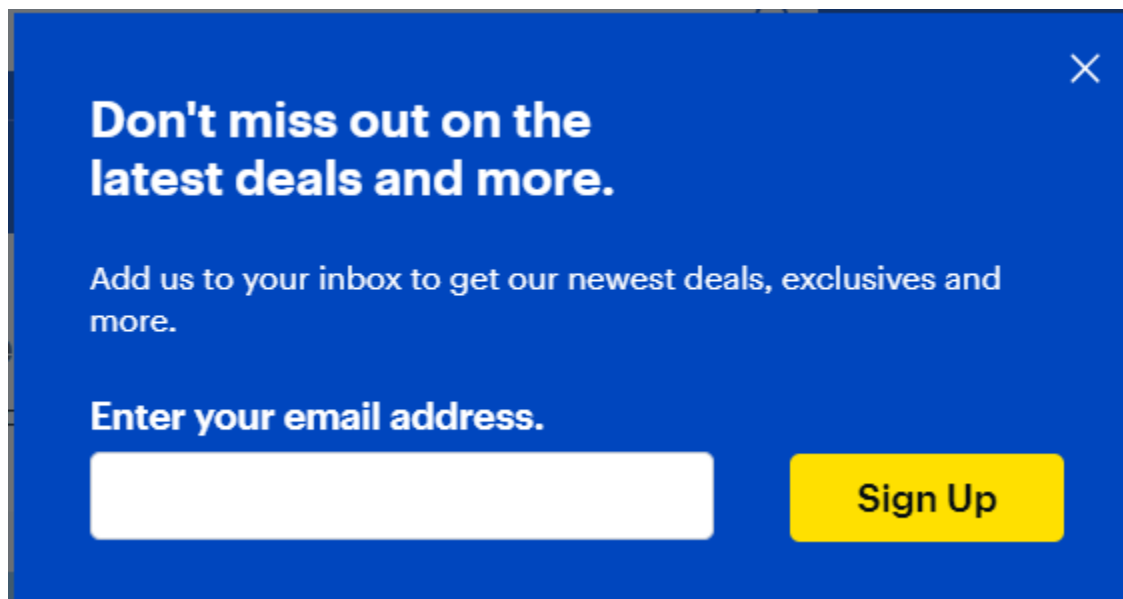 Don't miss out on the
latest deals and more.
Add us to your inbox to get our newest deals, exclusives and
more.
Enter your email address.
Sign Up